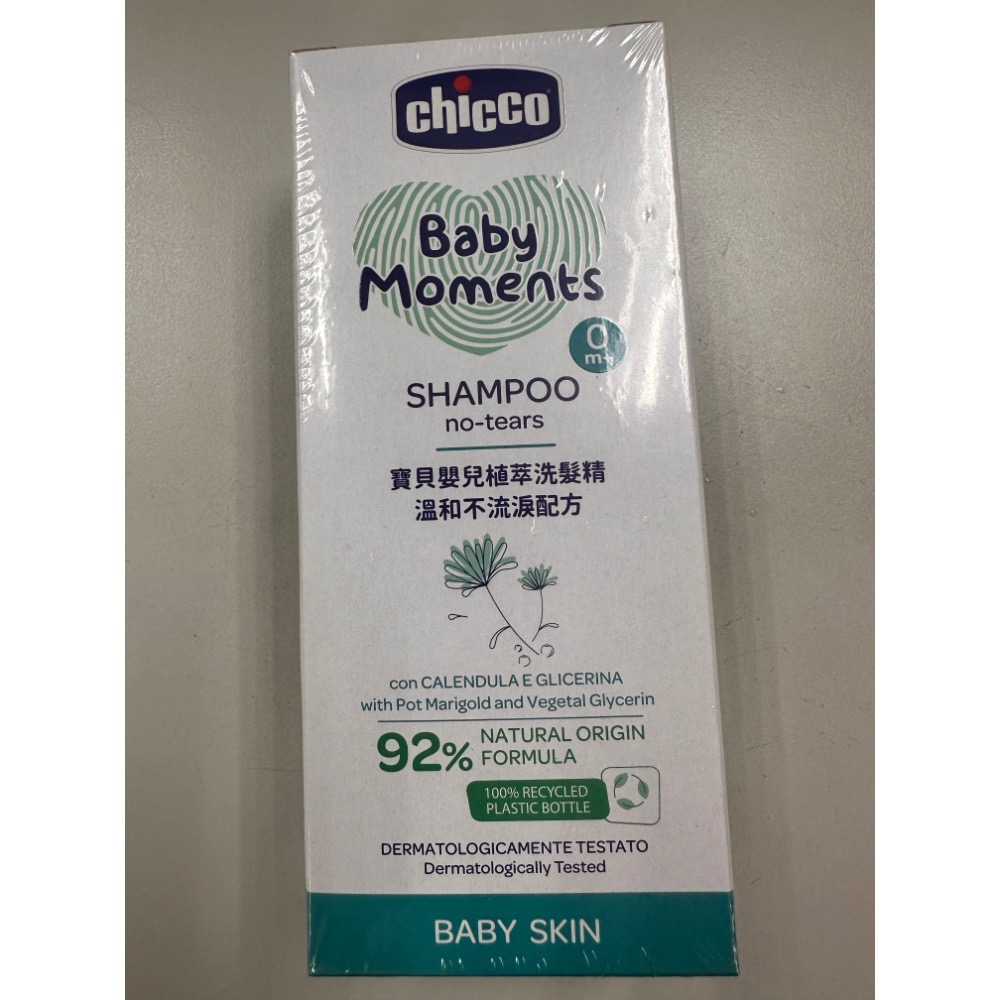 chicco
Baby
Moments
0
m+
SHAMPOO
no-tears
寶貝嬰兒植萃洗髮精
溫和不流淚配方
con CALENDULA E GLICERINA
with Pot Marigold and Vegetal Glycerin
92%
NATURAL ORIGIN
FORMULA
100% RECYCLED
PLASTIC BOTTLE
DERMATOLOGICAMENTE TESTATO
Dermatologically Tested
BABY SKIN